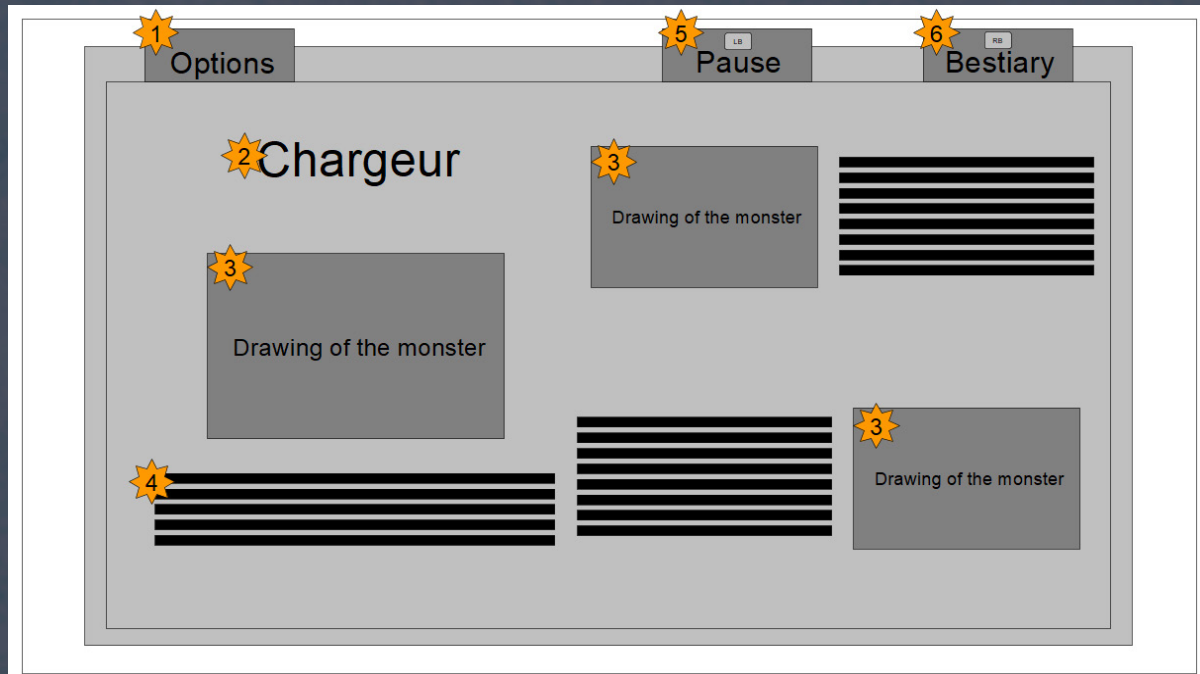 1
Options
5
LB
Pause
6
RB
Bestiary
2
Chargeur
3
Drawing of the monster
3
Drawing of the monster
4
3
Drawing of the monster